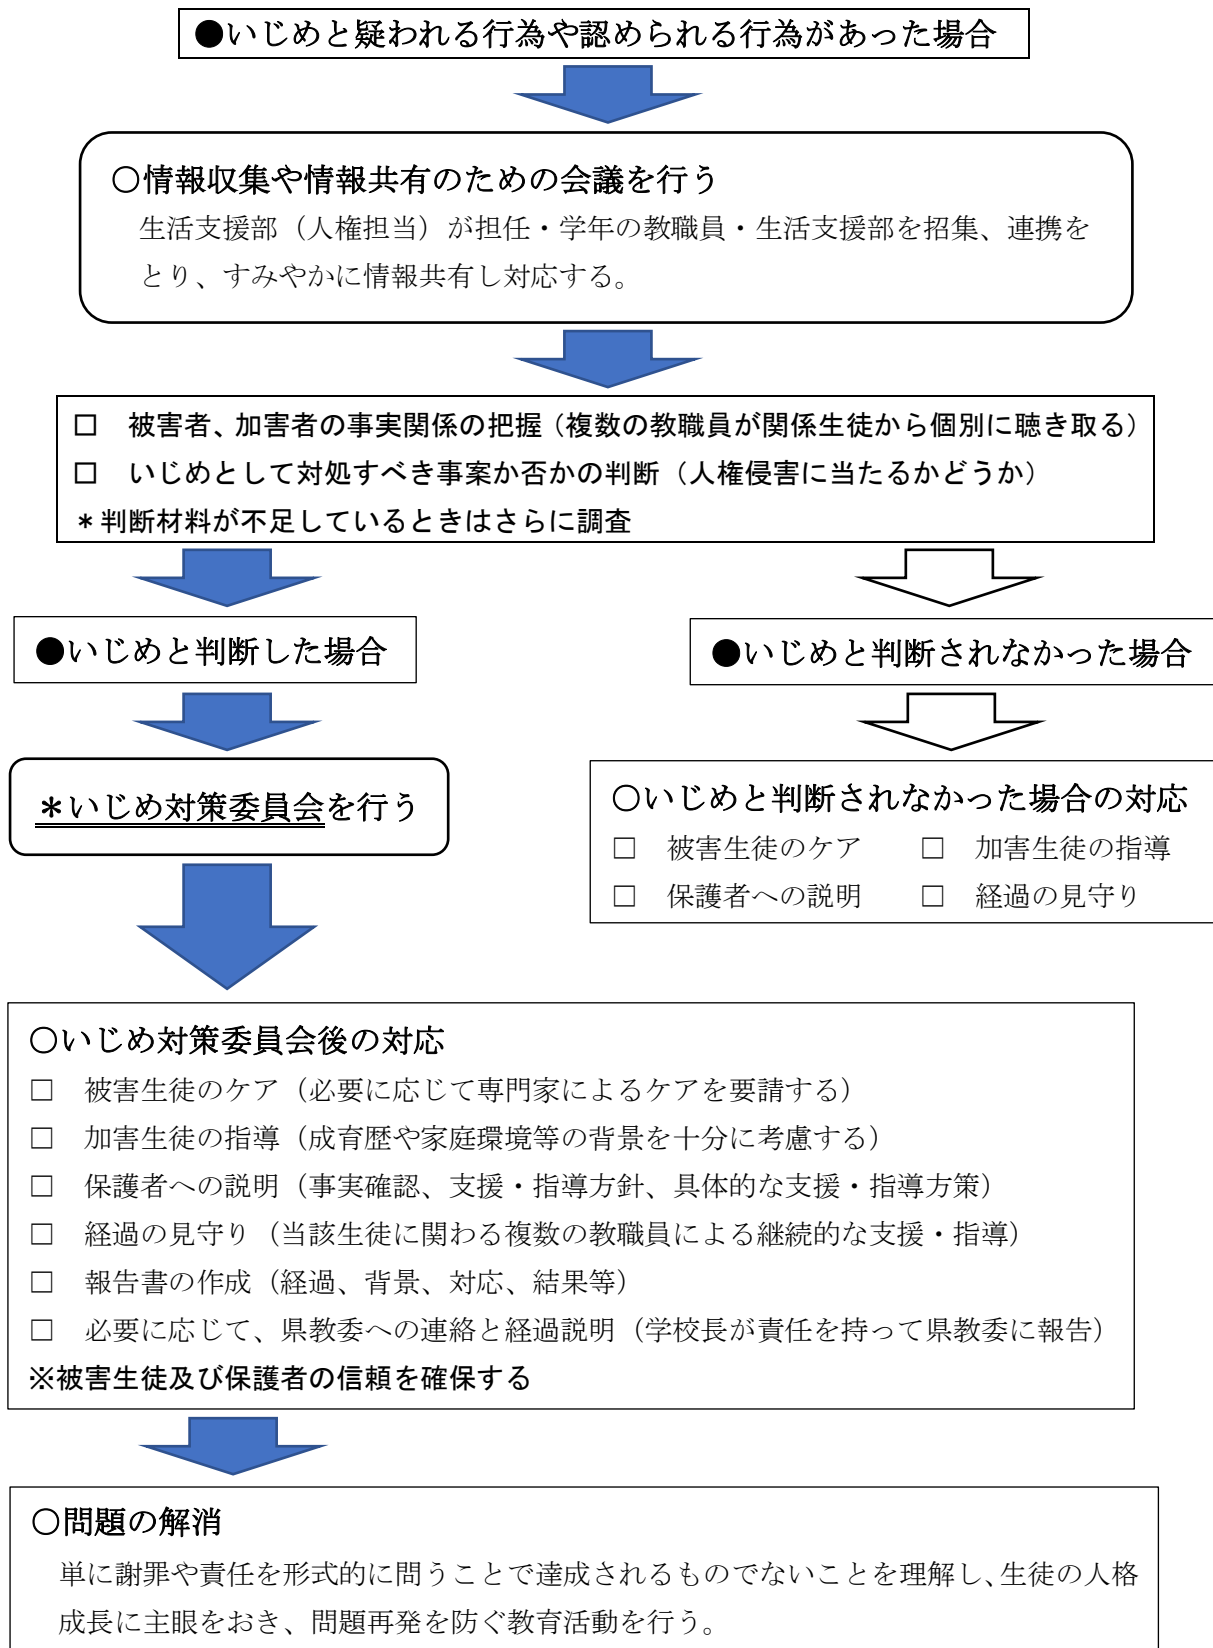 ●いじめと疑われる行為や認められる行為があった場合
○情報収集や情報共有のための会議を行う
生活支援部（人権担当）が担任・学年の教職員・生活支援部を招集、連携を
とり、すみやかに情報共有し対応する。
□　被害者、加害者の事実関係の把握（複数の教職員が関係生徒から個別に聴き取る）
□　いじめとして対処すべき事案か否かの判断（人権侵害に当たるかどうか）
＊判断材料が不足しているときはさらに調査
●いじめと判断した場合
●いじめと判断されなかった場合
＊いじめ対策委員会を行う
○いじめと判断されなかった場合の対応
□　被害生徒のケア　　□　加害生徒の指導
□　保護者への説明　　□　経過の見守り
○いじめ対策委員会後の対応
□　被害生徒のケア（必要に応じて専門家によるケアを要請する）
□　加害生徒の指導（成育歴や家庭環境等の背景を十分に考慮する）
□　保護者への説明（事実確認、支援・指導方針、具体的な支援・指導方策）
□　経過の見守り（当該生徒に関わる複数の教職員による継続的な支援・指導）
□　報告書の作成（経過、背景、対応、結果等）
□　必要に応じて、県教委への連絡と経過説明（学校長が責任を持って県教委に報告）
※被害生徒及び保護者の信頼を確保する
○問題の解消
単に謝罪や責任を形式的に問うことで達成されるものでないことを理解し、生徒の人格
成長に主眼をおき、問題再発を防ぐ教育活動を行う。